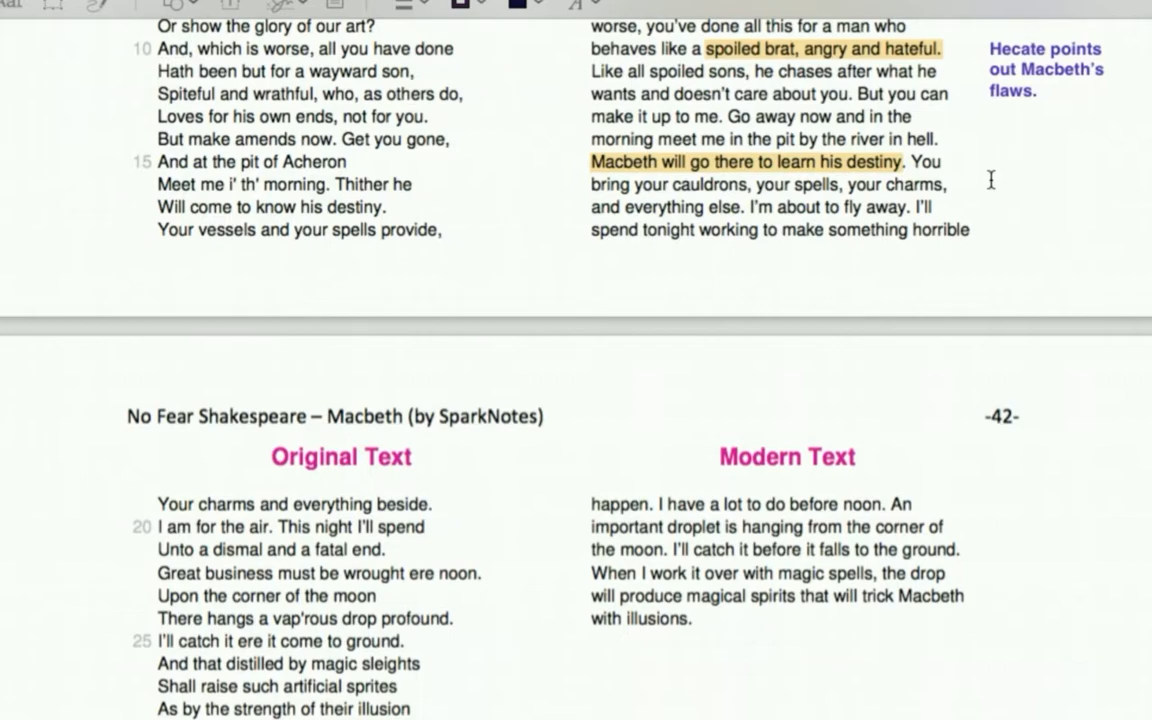 Or show the glory of our art?
10 And, which is worse, all you have done
Hath been but for a wayward son,
Spiteful and wrathful, who, as others do,
Loves for his own ends, not for you.
But make amends now. Get you gone,
15 And at the pit of Acheron
Meet me i' th' morning. Thither he
Will come to know his destiny.
Your vessels and your spells provide,
worse, you've done all this for a man who
behaves like a spoiled brat, angry and hateful.
Like all spoiled sons, he chases after what he
wants and doesn't care about you. But you can
make it up to me. Go away now and in the
morning meet me in the pit by the river in hell.
Macbeth will go there to learn his destiny. You
bring your cauldrons, your spells, your charms,
and everything else. I'm about to fly away. I'll
spend tonight working to make something horrible
Hecate points
out Macbeth's
flaws.
No Fear Shakespeare – Macbeth (by SparkNotes)
-42-
Original Text
Your charms and everything beside.
20 I am for the air. This night I'll spend
Unto a dismal and a fatal end.
Great business must be wrought ere noon.
Upon the corner of the moon
There hangs a vap'rous drop profound.
25 I'll catch it ere it come to ground.
And that distilled by magic sleights
Shall raise such artificial sprites
As by the strength of their illusion
Modern Text
happen. I have a lot to do before noon. An
important droplet is hanging from the corner of
the moon. I'll catch it before it falls to the ground.
When I work it over with magic spells, the drop
will produce magical spirits that will trick Macbeth
with illusions.